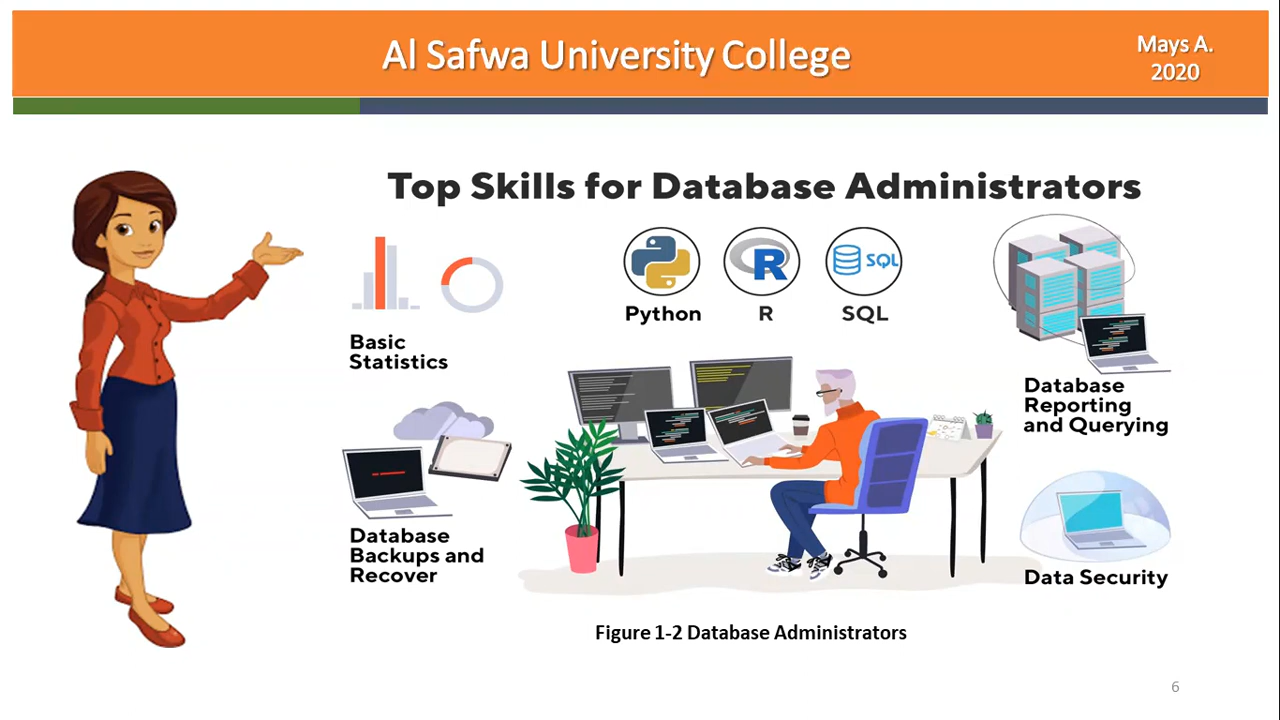 Al Safwa University College
Mays A.
2020
Top Skills for Database Administrators
Basic
Statistics
Python
R
R
SQL
SQL
Database
Reporting
and Querying
Database
Backups and
Recover
Data Security
Figure 1-2 Database Administrators
6